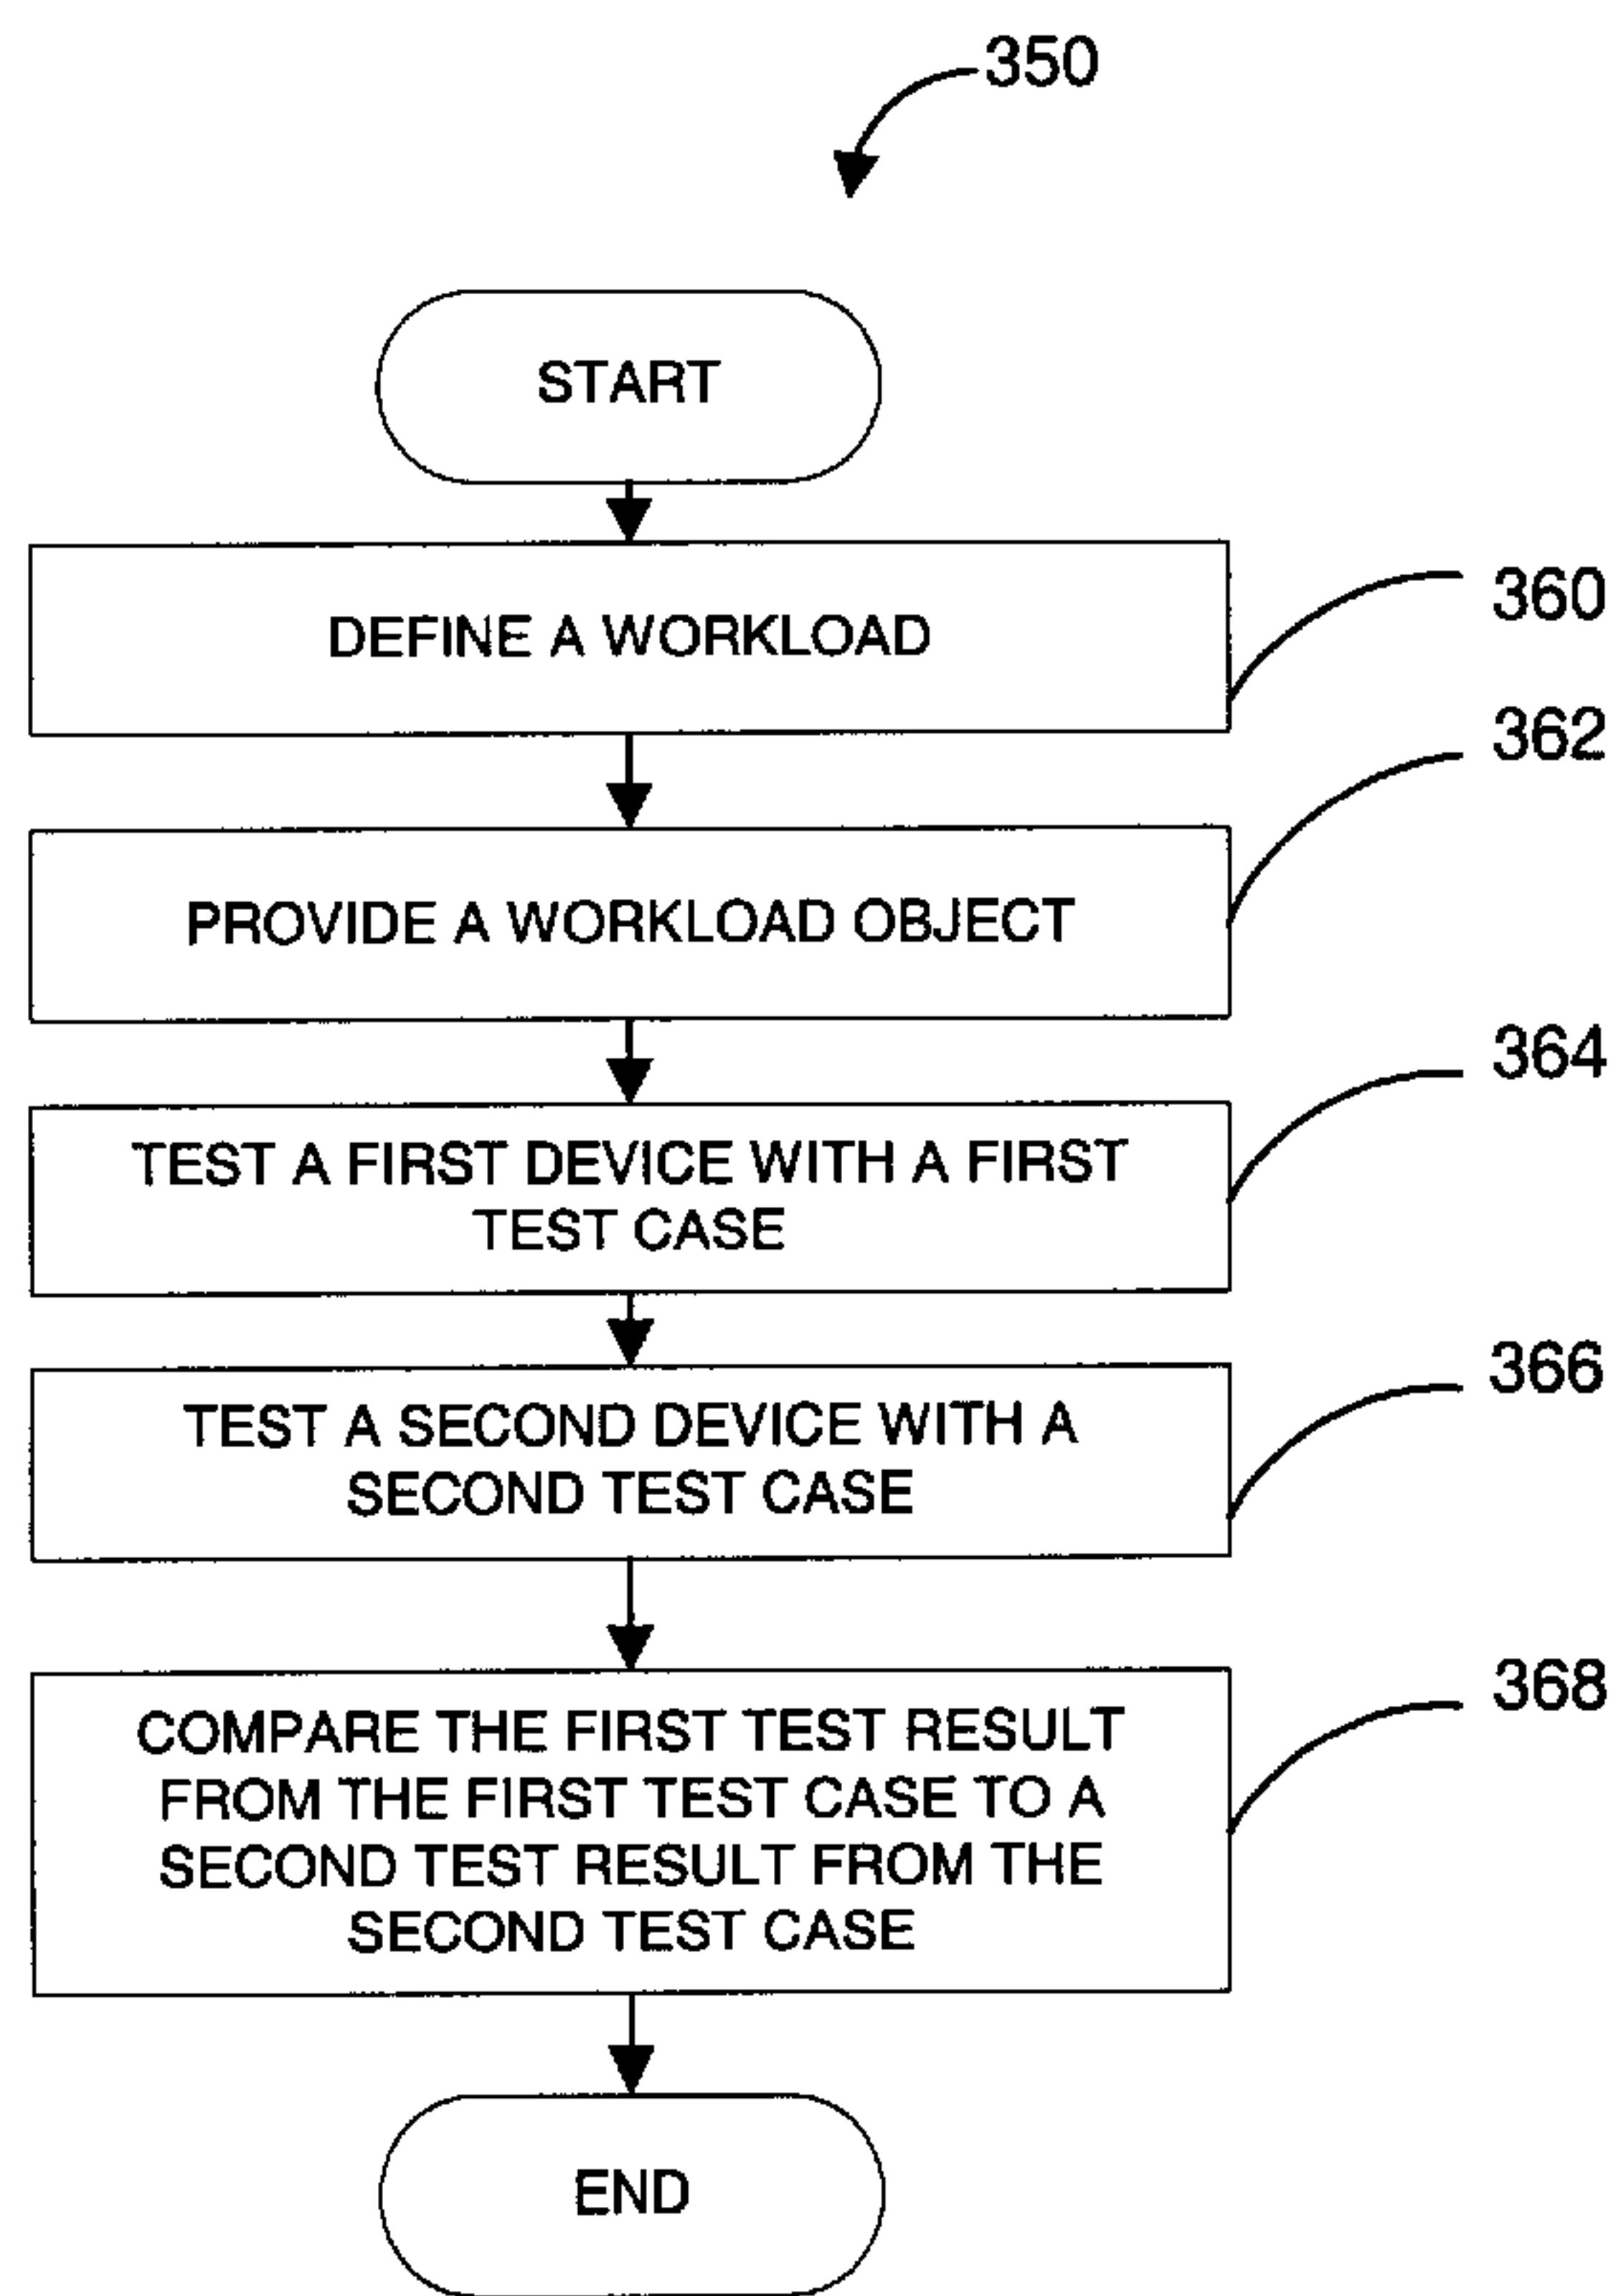 350
START
DEFINE A WORKLOAD
360
PROVIDE A WORKLOAD OBJECT
362
TEST A FIRST DEVICE WITH A FIRST
TEST CASE
364
TEST A SECOND DEVICE WITH A
SECOND TEST CASE
366
COMPARE THE FIRST TEST RESULT
FROM THE FIRST TEST CASE TO A
SECOND TEST RESULT FROM THE
SECOND TEST CASE
368
END